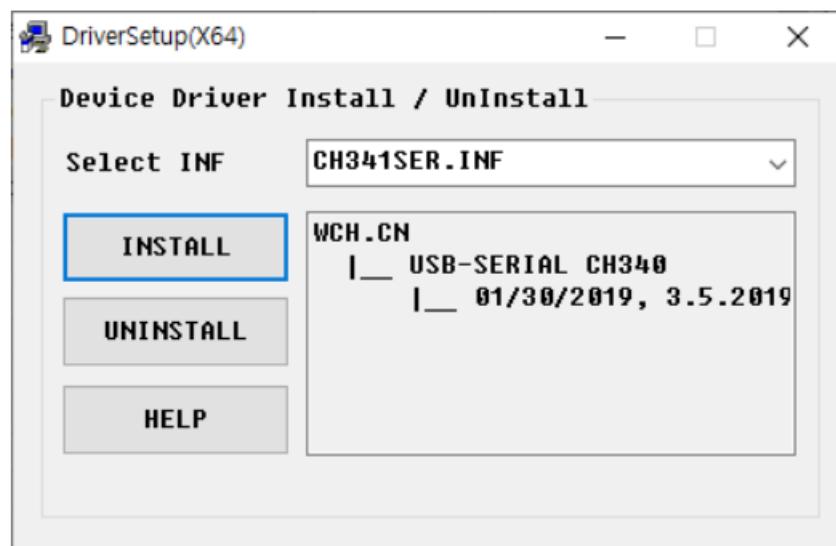 DriverSetup(X64)
Device Driver Install / UnInstall
Select INF
CH341SER.INF
INSTALL
WCH.CN
|__ USB-SERIAL CH340
|__ 01/30/2019, 3.5.2019
UNINSTALL
HELP